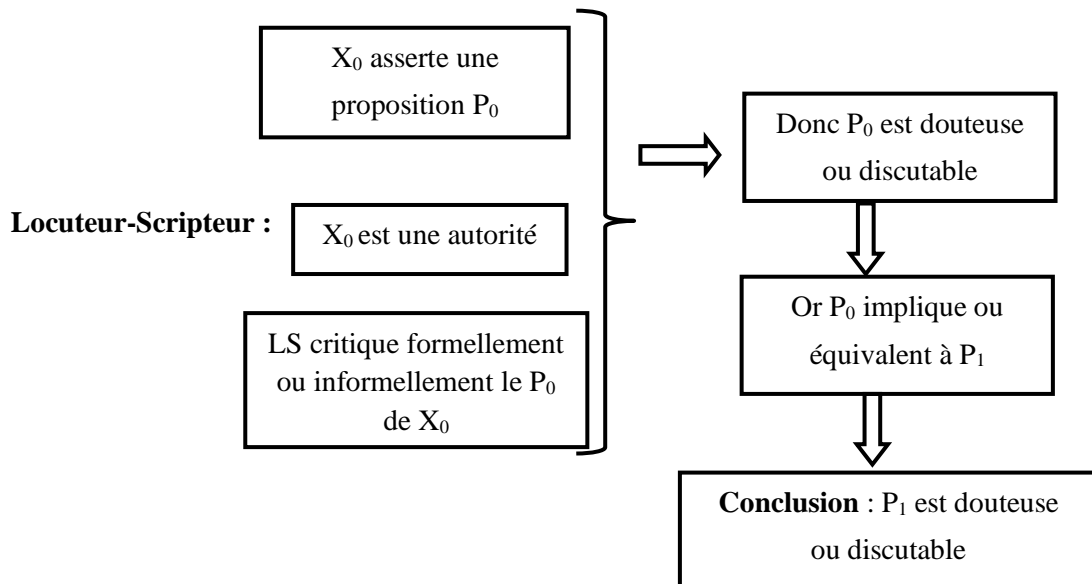 X₀ asserte une
proposition P₀
Locuteur-Scripteur :
X₀ est une autorité
LS critique formellement
ou informellement le P₀
de X₀
Donc P₀ est douteuse
ou discutable
Or P₀ implique ou
équivalent à P₁
Conclusion : P₁ est douteuse
ou discutable